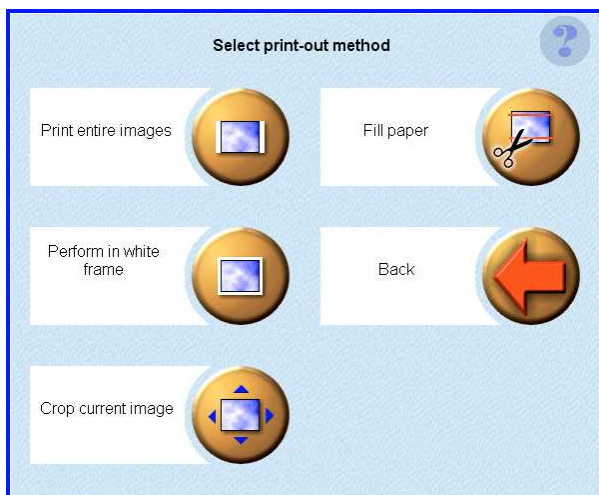 Select print-out method
?
Print entire images
Fill paper
Perform in white
frame
Back
Crop current image